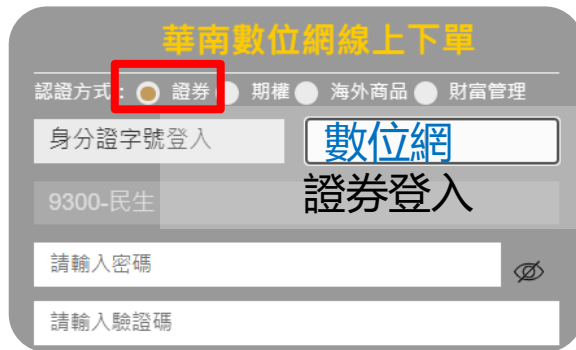 華南數位網線上下單
認證方式： 證券 期權 海外商品 財富管理
身分證字號登入 數位網
9300-民生 證券登入
請輸入密碼
請輸入驗證碼